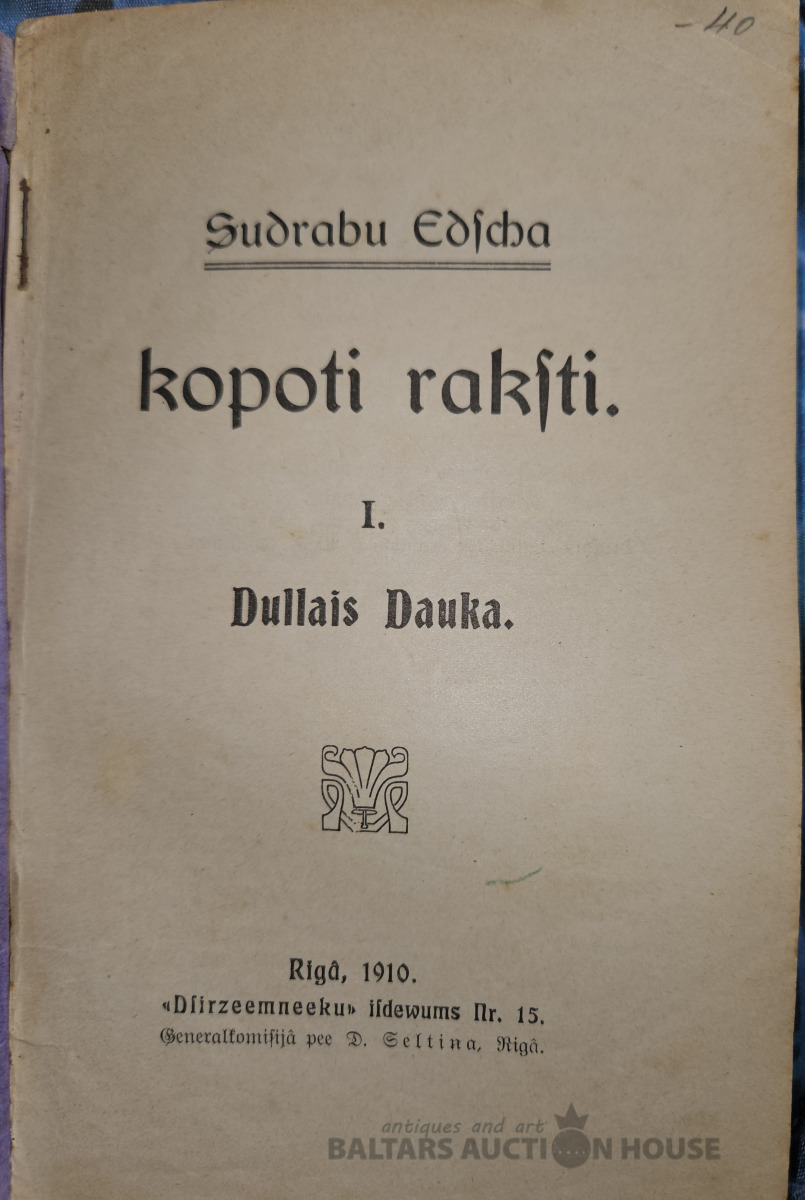 - 40
Sudrabu Edſcha
kopoti rakſti.
I.
Dullais Dauka.
Rigâ, 1910.
«Dſirzeemneeku» iſdewums Nr. 15.
Generalkomiſijâ pee D. Seltiņa, Rigâ.
antiques and art
BALTARS AUCTION HOUSE